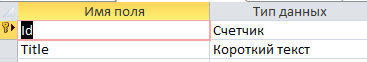 Имя поля Тип данных
Id Счетчик
Title Короткий текст